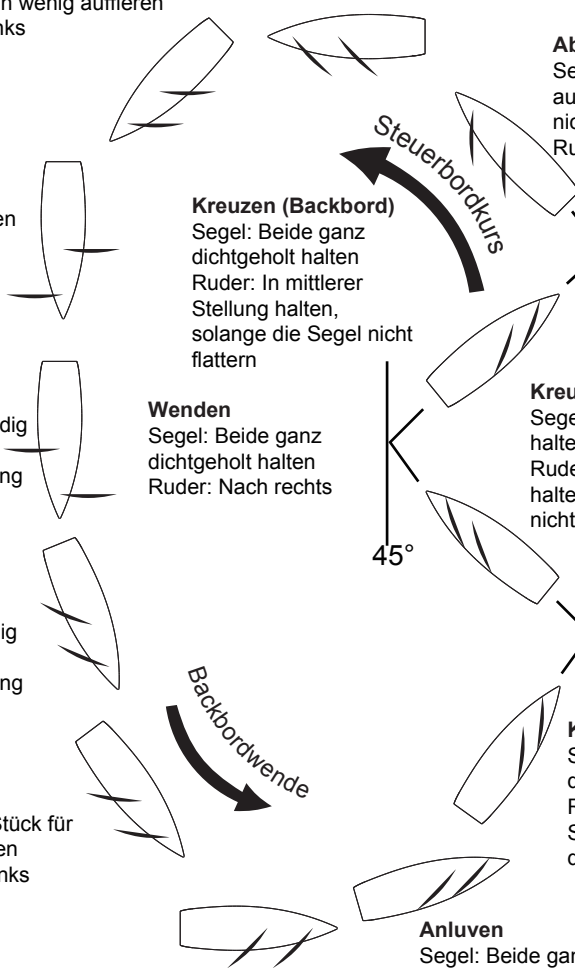 n wenig auffieren
nks
Ab
Se
au
nic
Ru
Steuerbordkurs
en
Kreuzen (Backbord)
Segel: Beide ganz
dichtgeholt halten
Ruder: In mittlerer
Stellung halten,
solange die Segel nicht
flattern
Wenden
Segel: Beide ganz
dichtgeholt halten
Ruder: Nach rechts
dig
ng
45°
Kreu
Sege
halte
Rude
halte
nicht
ig
ng
Backbordwende
Stück für
en
nks
K
S
d
R
S
d
Anluven
Segel: Beide gan